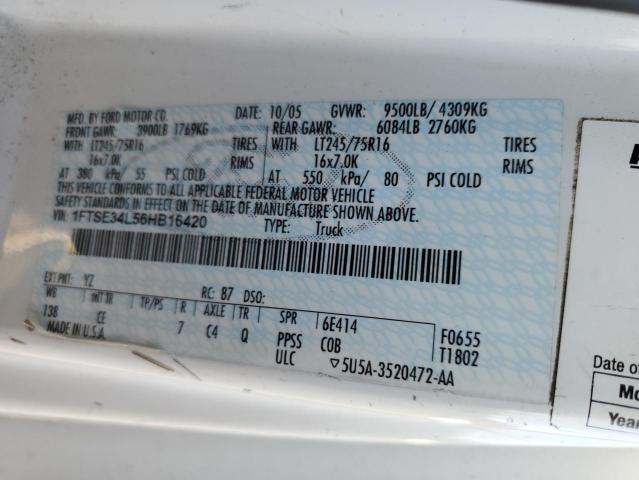 MFD. BY FORD MOTOR CO. 10/05 GVWR: 9500LB/ 4309KG
FRONT GAWR: 3900LB 1769KG REAR GAWR: 6084LB 2760KG
WITH LT245/75R16 TIRES WITH LT245/75R16 TIRES
16x7.0K RIMS 16x7.0K RIMS
AT 380 kPa/ 55 PSI COLD AT 550 kPa/ 80 PSI COLD
THIS VEHICLE CONFORMS TO ALL APPLICABLE FEDERAL MOTOR VEHICLE
SAFETY STANDARDS IN EFFECT ON THE DATE OF MANUFACTURE SHOWN ABOVE.
VIN: 1FTSE34L56HB16420 TYPE: Truck
EXT PNT: YZ RC: 87 DSO:
WB INT TR TP/PS R AXLE TR SPR 6E414 F0655
138 CE 7 C4 Q PPSS COB T1802
MADE IN U.S.A. ULC ▽5U5A-3520472-AA
Date of
Mo
Year